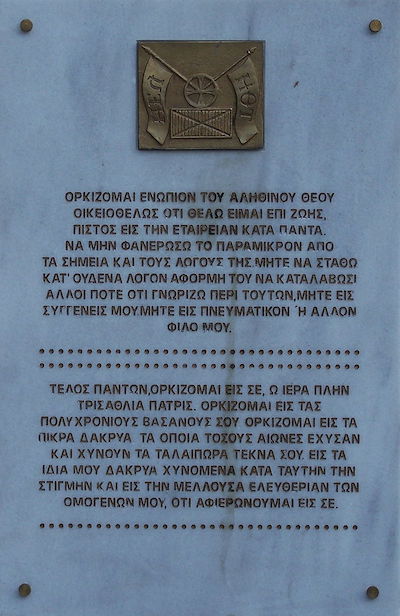 ΗΕΑ ΗΘΣ
ΟΡΚΙΖΟΜΑΙ ΕΝΩΠΙΟΝ ΤΟΥ ΑΛΗΘΙΝΟΥ ΘΕΟΥ
ΟΙΚΕΙΟΘΕΛΩΣ ΟΤΙ ΘΕΛΩ ΕΙΜΑΙ ΕΠΙ ΖΩΗΣ,
ΠΙΣΤΟΣ ΕΙΣ ΤΗΝ ΕΤΑΙΡΕΙΑΝ ΚΑΤΑ ΠΑΝΤΑ.
ΝΑ ΜΗΝ ΦΑΝΕΡΩΣΩ ΤΟ ΠΑΡΑΜΙΚΡΟΝ ΑΠΟ
ΤΑ ΣΗΜΕΙΑ ΚΑΙ ΤΟΥΣ ΛΟΓΟΥΣ ΤΗΣ,ΜΗΤΕ ΝΑ ΣΤΑΘΩ
ΚΑΤ' ΟΥΔΕΝΑ ΛΟΓΟΝ ΑΦΟΡΜΗ ΤΟΥ ΝΑ ΚΑΤΑΛΑΒΩΣΙ
ΑΛΛΟΙ ΠΟΤΕ ΟΤΙ ΓΝΩΡΙΖΩ ΠΕΡΙ ΤΟΥΤΩΝ,ΜΗΤΕ ΕΙΣ
ΣΥΓΓΕΝΕΙΣ ΜΟΥ,ΜΗΤΕ ΕΙΣ ΠΝΕΥΜΑΤΙΚΟΝ Ή ΑΛΛΟΝ
ΦΙΛΟ ΜΟΥ.
ΤΕΛΟΣ ΠΑΝΤΩΝ,ΟΡΚΙΖΟΜΑΙ ΕΙΣ ΣΕ, Ω ΙΕΡΑ ΠΛΗΝ
ΤΡΙΣΑΘΛΙΑ ΠΑΤΡΙΣ. ΟΡΚΙΖΟΜΑΙ ΕΙΣ ΤΑΣ
ΠΟΛΥΧΡΟΝΙΟΥΣ ΒΑΣΑΝΟΥΣ ΣΟΥ. ΟΡΚΙΖΟΜΑΙ ΕΙΣ ΤΑ
ΠΙΚΡΑ ΔΑΚΡΥΑ ΤΑ ΟΠΟΙΑ ΤΟΣΟΥΣ ΑΙΩΝΕΣ ΕΧΥΣΑΝ
ΚΑΙ ΧΥΝΟΥΝ ΤΑ ΤΑΛΑΙΠΩΡΑ ΤΕΚΝΑ ΣΟΥ. ΕΙΣ ΤΑ
ΙΔΙΑ ΜΟΥ ΔΑΚΡΥΑ ΧΥΝΟΜΕΝΑ ΚΑΤΑ ΤΑΥΤΗΝ ΤΗΝ
ΣΤΙΓΜΗΝ ΚΑΙ ΕΙΣ ΤΗΝ ΜΕΛΛΟΥΣΑ ΕΛΕΥΘΕΡΙΑΝ ΤΩΝ
ΟΜΟΓΕΝΩΝ ΜΟΥ, ΟΤΙ ΑΦΙΕΡΩΝΟΥΜΑΙ ΕΙΣ ΣΕ.